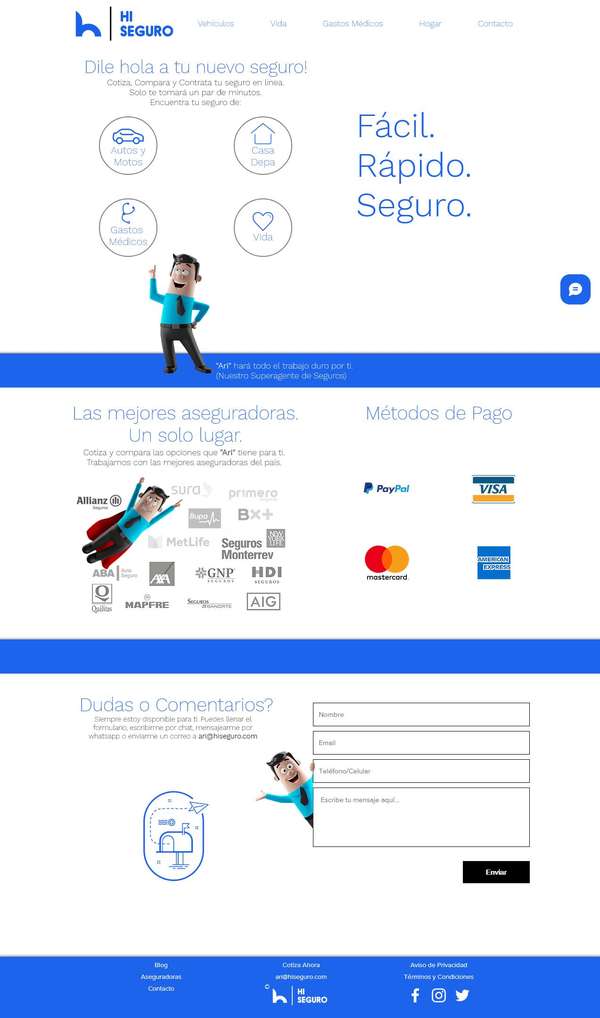 HI
SEGURO
Vehículos
Vida
Gastos Médicos
Hogar
Contacto
Dile hola a tu nuevo seguro!
Cotiza, Compara y Contrata tu seguro en línea.
Solo te tomará un par de minutos.
Encuentra tu seguro de:
Autos y
Motos
Casa
Depa
Gastos
Médicos
Vida
Fácil.
Rápido.
Seguro.
"Ari" hará todo el trabajo duro por ti.
(Nuestro Superagente de Seguros)
Las mejores aseguradoras.
Un solo lugar.
Cotiza y compara las opciones que "Ari" tiene para ti.
Trabajamos con las mejores aseguradoras del país.
Allianz
Seguros
sura
primero
seguros
Bupa
BX+
MetLife
Seguros
Monterrey
NEW
YORK
LIFE
ABA
Auto
Seguro
AXA
GNP
SEGUROS
HDI
SEGUROS
Q
Quálitas
MAPFRE
SEGUROS
BANORTE
AIG
Métodos de Pago
PayPal
VISA
mastercard
AMERICAN
EXPRESS
Dudas o Comentarios?
Siempre estoy disponible para ti. Puedes llenar el
formulario, escribirme por chat, mensajearme por
whatsapp o enviarme un correo a ari@hiseguro.com
Nombre
Email
Teléfono/Celular
Escribe tu mensaje aquí...
Enviar
Blog
Aseguradoras
Contacto
Cotiza Ahora
ari@hiseguro.com
©
HI
SEGURO
Aviso de Privacidad
Términos y Condiciones